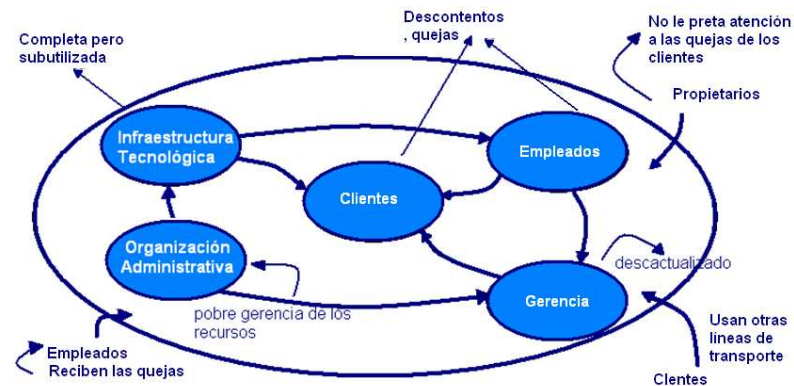 Descontentos
, quejas
No le preta atención
a las quejas de los
clientes
Completa pero
subutilizada
Propietarios
Infraestructura
Tecnológica
Empleados
Clientes
Organización
Administrativa
descactualizado
Gerencia
pobre gerencia de los
recursos
Usan otras
líneas de
transporte
Empleados
Reciben las quejas
Clentes